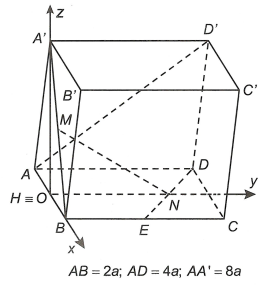 z
A'
D'
B'
C'
M
A
D
H ≡ O
N
y
B
E
C
x
AB = 2a; AD = 4a; AA' = 8a